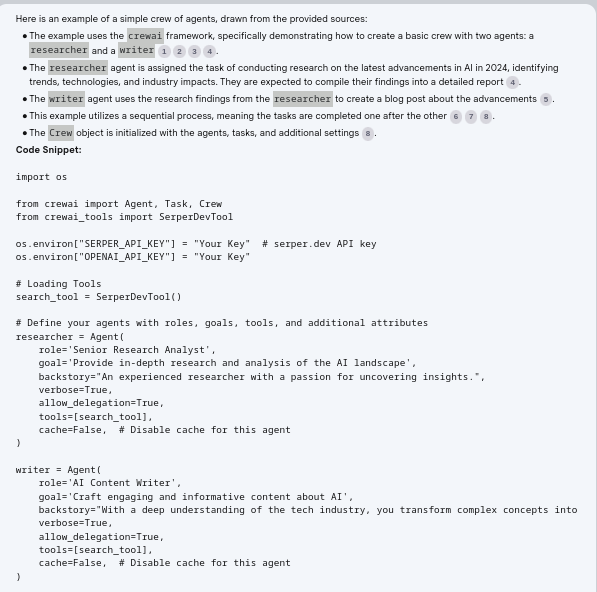 Here is an example of a simple crew of agents, drawn from the provided sources:
● The example uses the crewai framework, specifically demonstrating how to create a basic crew with two agents: a
researcher and a writer 1 2 3 4 .
● The researcher agent is assigned the task of conducting research on the latest advancements in AI in 2024, identifying
trends, technologies, and industry impacts. They are expected to compile their findings into a detailed report 4 .
● The writer agent uses the research findings from the researcher to create a blog post about the advancements 5 .
● This example utilizes a sequential process, meaning the tasks are completed one after the other 6 7 8 .
● The Crew object is initialized with the agents, tasks, and additional settings 8 .
Code Snippet:
import os
from crewai import Agent, Task, Crew
from crewai_tools import SerperDevTool
os.environ["SERPER_API_KEY"] = "Your Key"  # serper.dev API key
os.environ["OPENAI_API_KEY"] = "Your Key"
# Loading Tools
search_tool = SerperDevTool()
# Define your agents with roles, goals, tools, and additional attributes
researcher = Agent(
    role='Senior Research Analyst',
    goal='Provide in-depth research and analysis of the AI landscape',
    backstory="An experienced researcher with a passion for uncovering insights.",
    verbose=True,
    allow_delegation=True,
    tools=[search_tool],
    cache=False,  # Disable cache for this agent
)
writer = Agent(
    role='AI Content Writer',
    goal='Craft engaging and informative content about AI',
    backstory="With a deep understanding of the tech industry, you transform complex concepts into
    verbose=True,
    allow_delegation=True,
    tools=[search_tool],
    cache=False,  # Disable cache for this agent
)